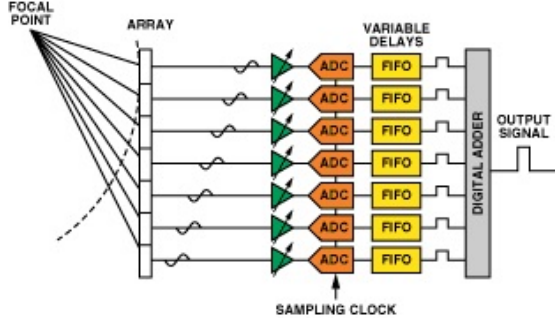 FOCAL
POINT
ARRAY
VARIABLE
DELAYS
ADC
FIFO
ADC
FIFO
ADC
FIFO
ADC
FIFO
ADC
FIFO
ADC
FIFO
ADC
FIFO
DIGITAL ADDER
OUTPUT
SIGNAL
SAMPLING CLOCK